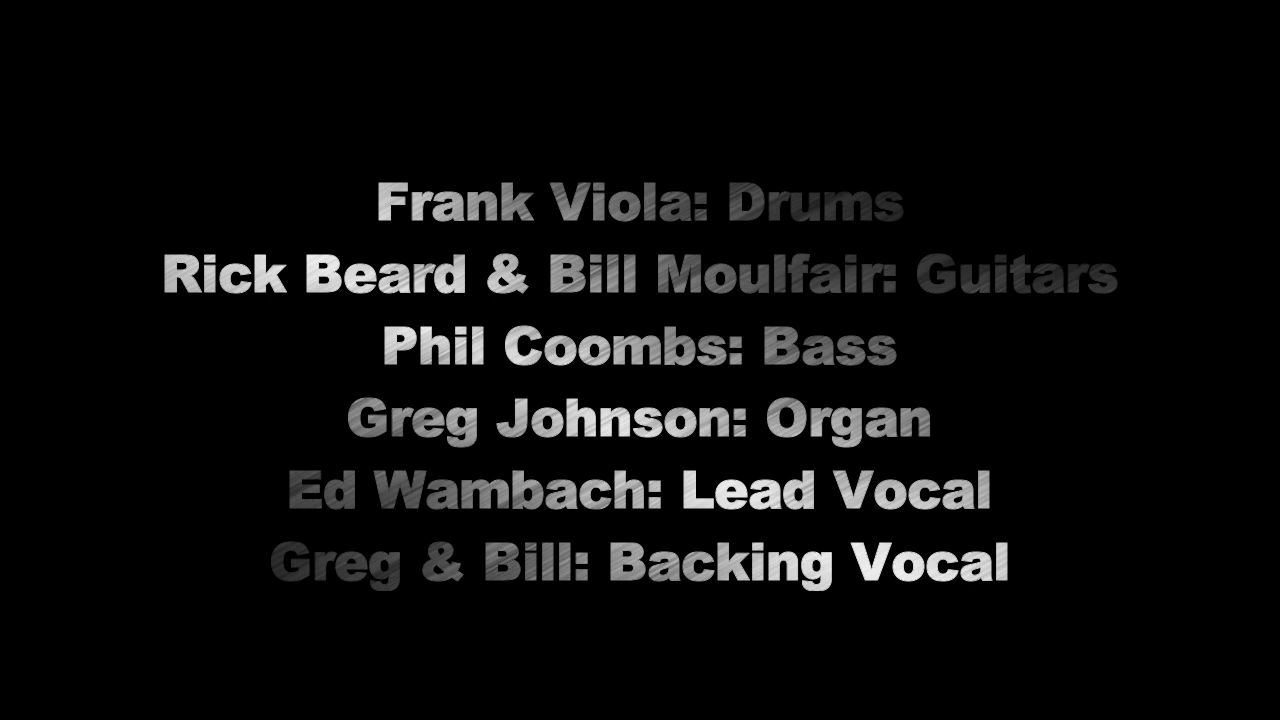 Frank Viola: Drums
Rick Beard & Bill Moulfair: Guitars
Phil Coombs: Bass
Greg Johnson: Organ
Ed Wambach: Lead Vocal
Greg & Bill: Backing Vocal